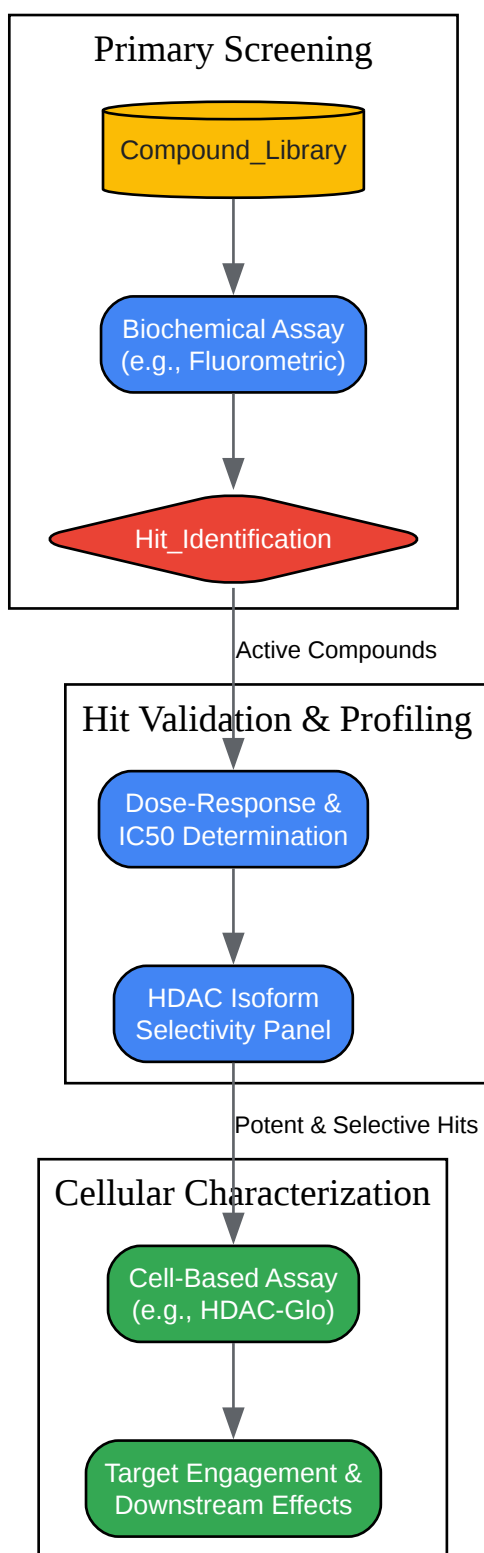 Primary Screening
Compound_Library
Biochemical Assay
(e.g., Fluorometric)
Hit_Identification
Active Compounds
Hit Validation & Profiling
Dose-Response &
IC50 Determination
HDAC Isoform
Selectivity Panel
Potent & Selective Hits
Cellular Characterization
Cell-Based Assay
(e.g., HDAC-Glo)
Target Engagement &
Downstream Effects